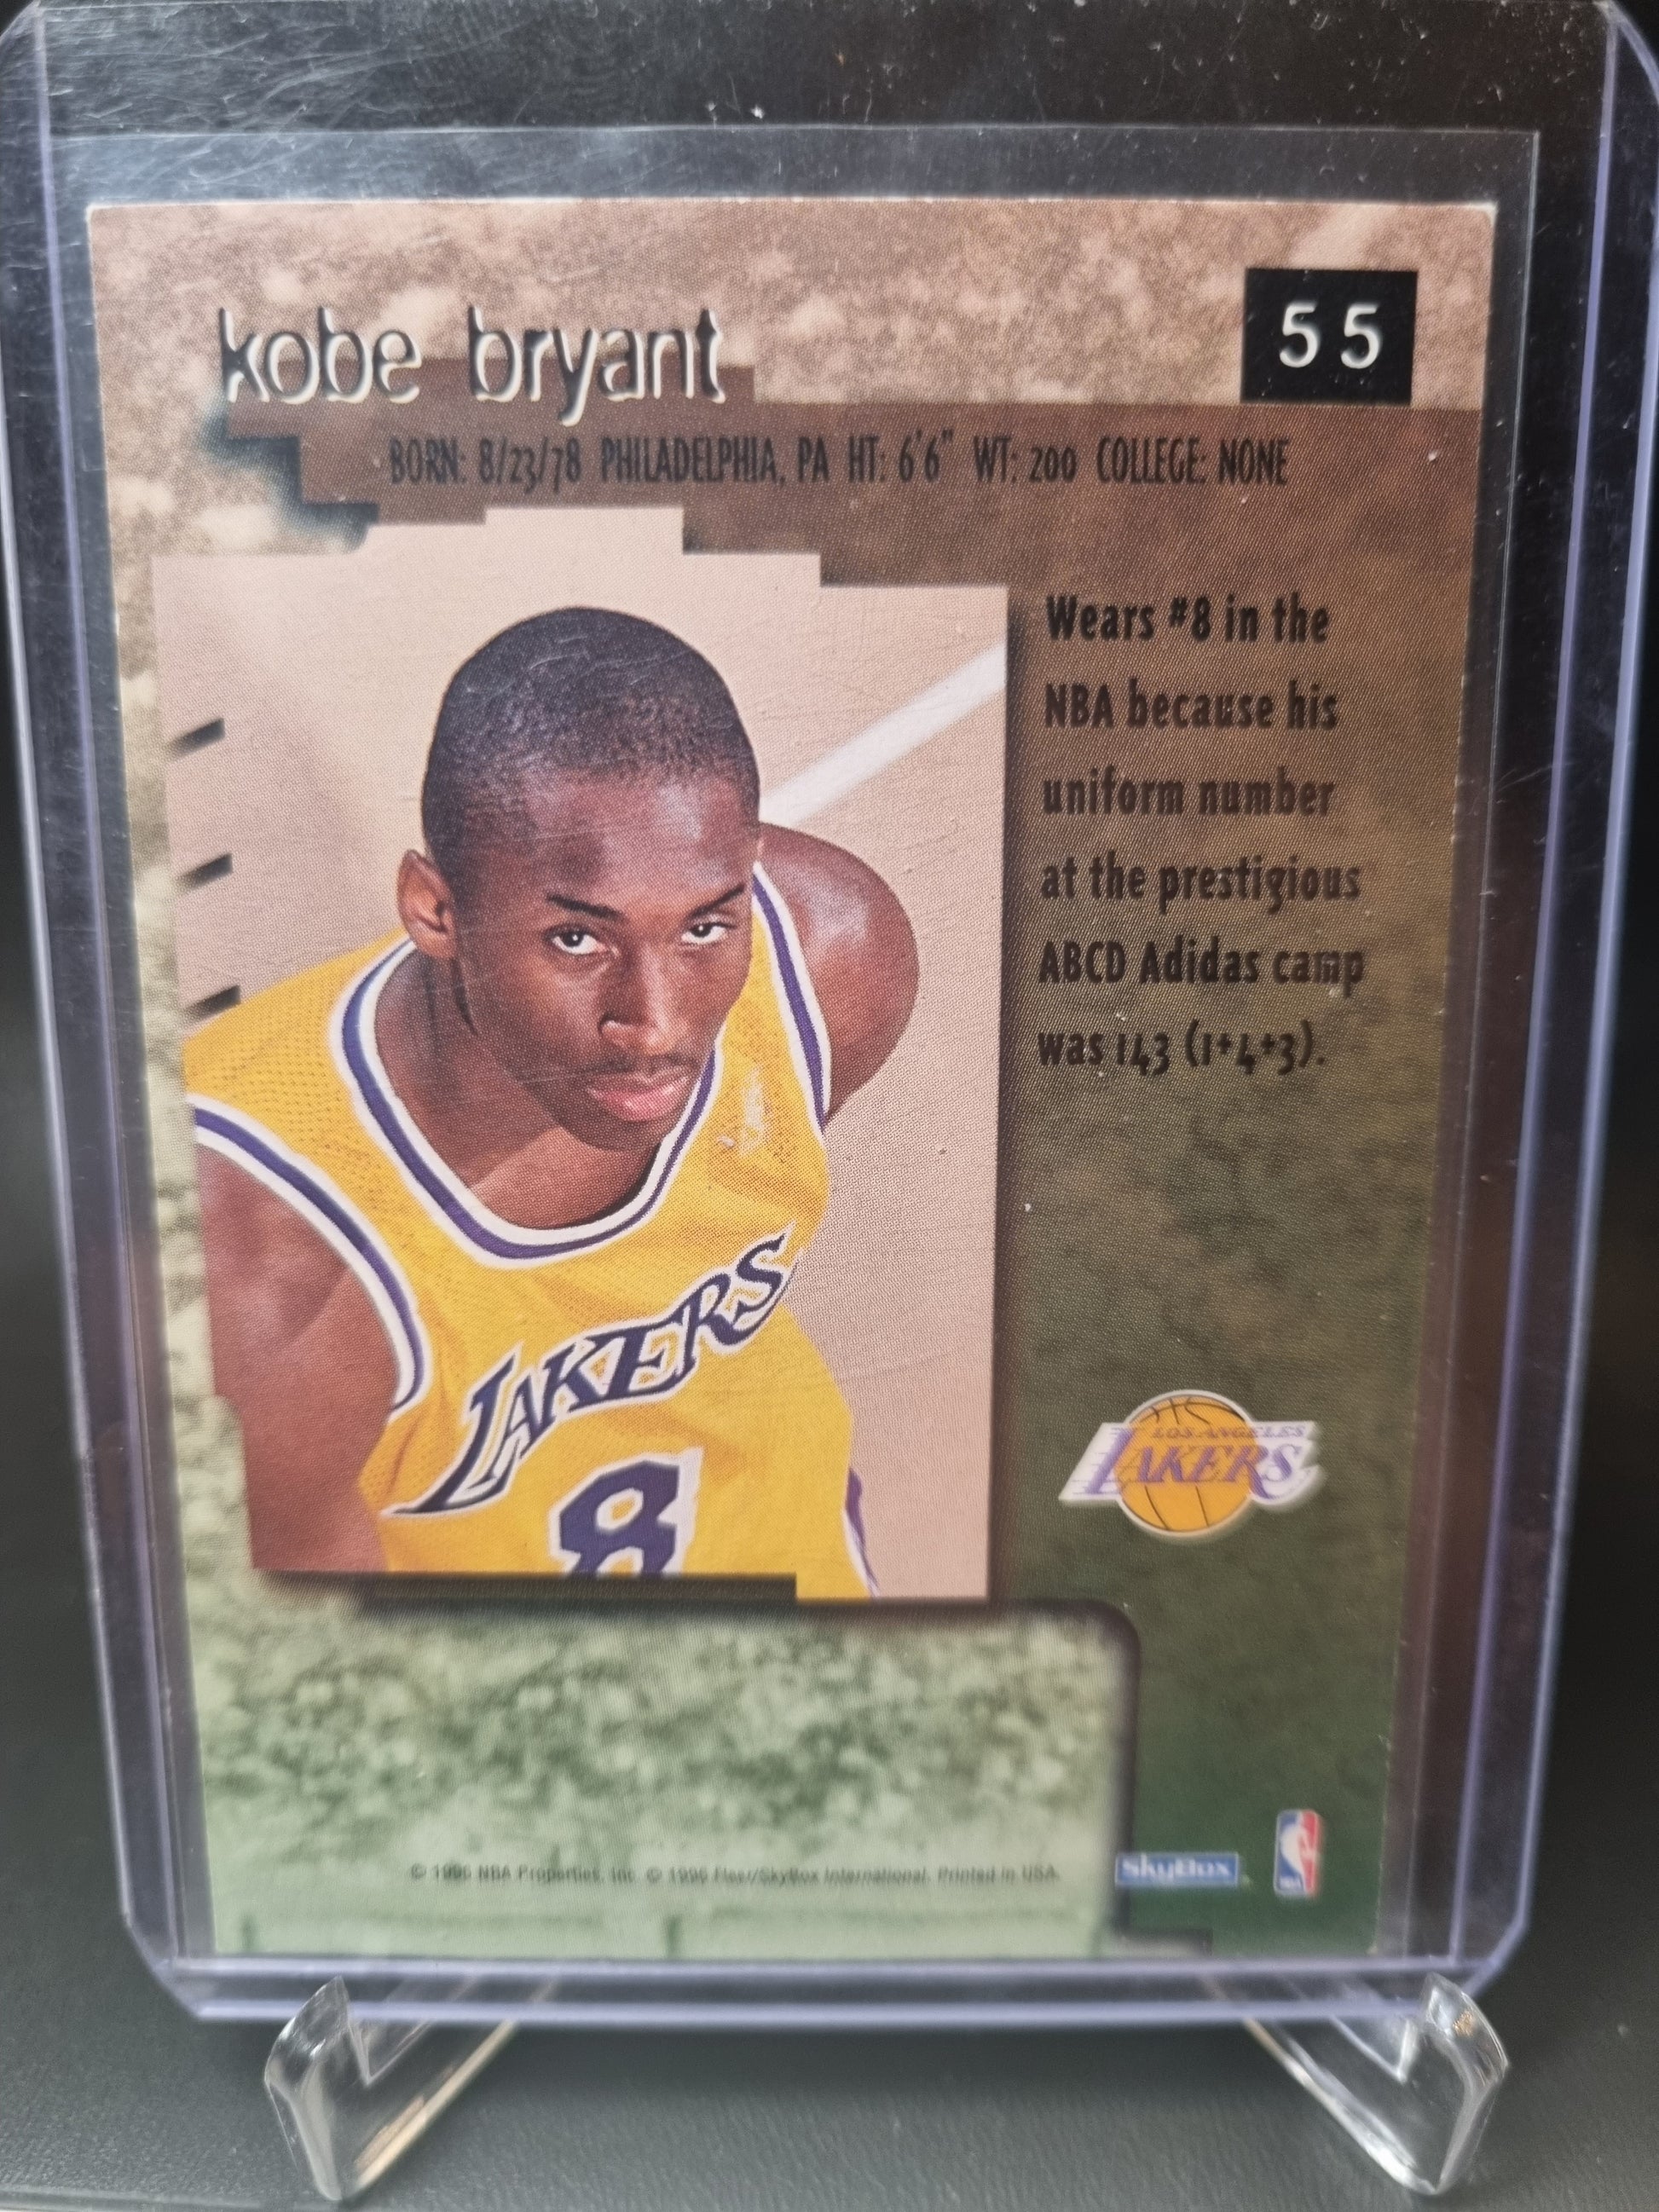 kobe bryant
55
BORN: 8/23/78 PHILADELPHIA, PA HT: 6'6" WT: 200 COLLEGE: NONE
Wears #8 in the
NBA because his
uniform number
at the prestigious
ABCD Adidas camp
was 143 (1+4+3).
LAKERS
8
LOS ANGELES
LAKERS
© 1996 NBA Properties, Inc. © 1996 Fleer/SkyBox International. Printed in USA.
SkyBox
NBA